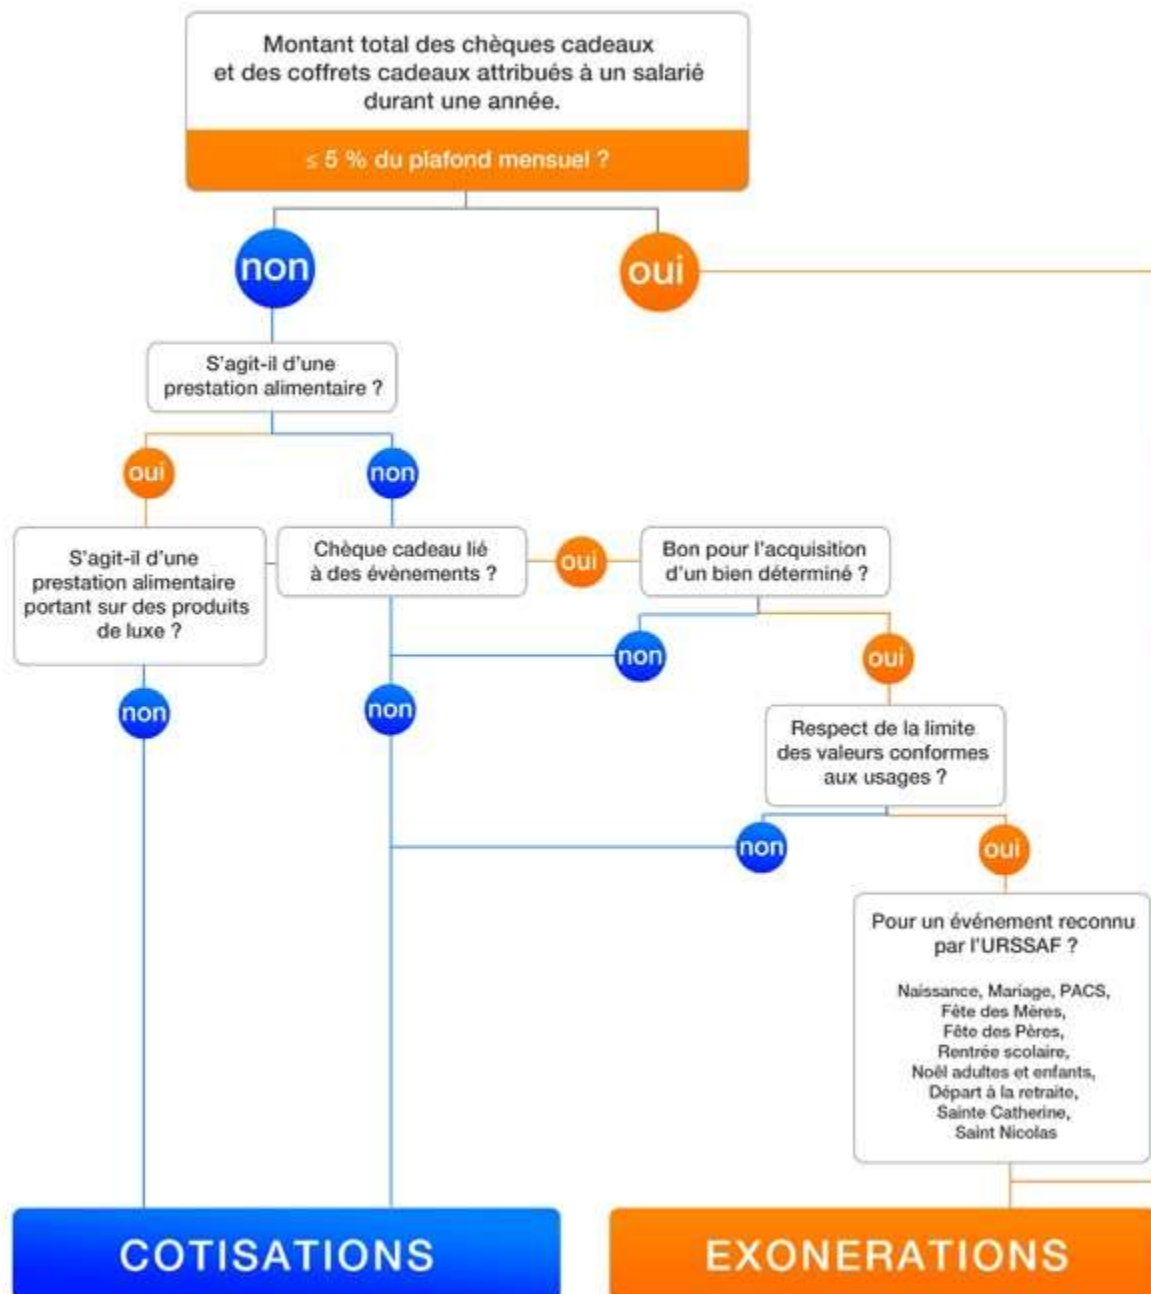 Montant total des chèques cadeaux
et des coffrets cadeaux attribués à un salarié
durant une année.
≤ 5 % du plafond mensuel ?
non
oui
S'agit-il d'une
prestation alimentaire ?
oui
non
S'agit-il d'une
prestation alimentaire
portant sur des produits
de luxe ?
Chèque cadeau lié
à des évènements ?
oui
Bon pour l'acquisition
d'un bien déterminé ?
non
oui
non
non
Respect de la limite
des valeurs conformes
aux usages ?
non
oui
Pour un événement reconnu
par l'URSSAF ?
Naissance, Mariage, PACS,
Fête des Mères,
Fête des Pères,
Rentrée scolaire,
Noël adultes et enfants,
Départ à la retraite,
Sainte Catherine,
Saint Nicolas
COTISATIONS
EXONERATIONS